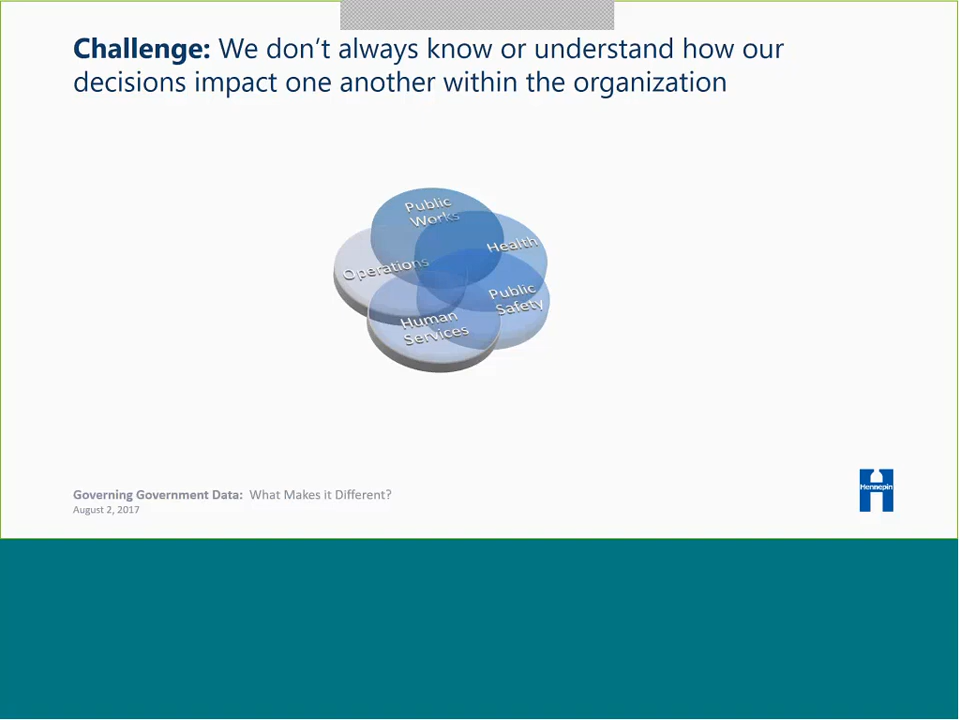 Challenge: We don't always know or understand how our
decisions impact one another within the organization
Public
Works
Health
Operations
Public
Safety
Human
Services
Governing Government Data: What Makes it Different?
August 2, 2017
Hennepin